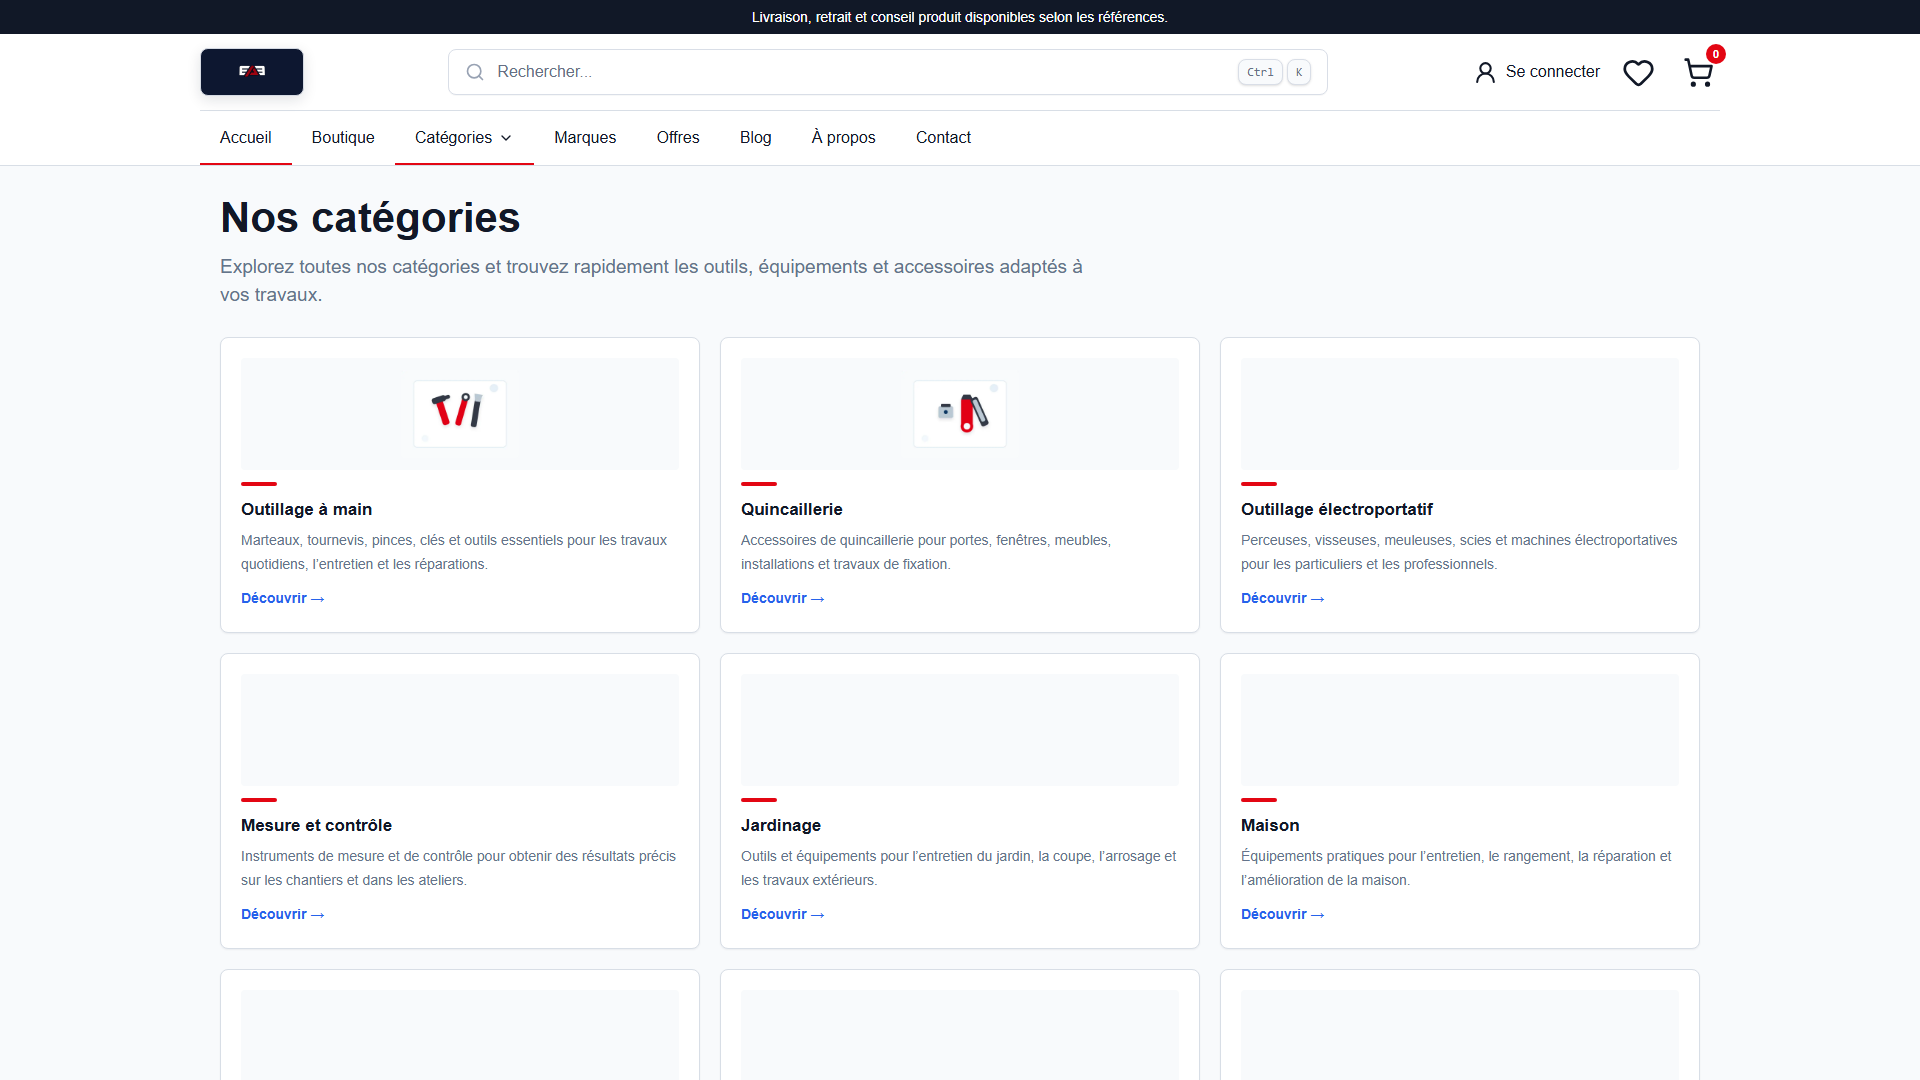 Livraison, retrait et conseil produit disponibles selon les références.
Rechercher...
Ctrl K
Se connecter
0
Accueil
Boutique
Catégories
Marques
Offres
Blog
À propos
Contact
Nos catégories
Explorez toutes nos catégories et trouvez rapidement les outils, équipements et accessoires adaptés à
vos travaux.
Outillage à main
Marteaux, tournevis, pinces, clés et outils essentiels pour les travaux
quotidiens, l’entretien et les réparations.
Découvrir →
Quincaillerie
Accessoires de quincaillerie pour portes, fenêtres, meubles,
installations et travaux de fixation.
Découvrir →
Outillage électroportatif
Perceuses, visseuses, meuleuses, scies et machines électroportatives
pour les particuliers et les professionnels.
Découvrir →
Mesure et contrôle
Instruments de mesure et de contrôle pour obtenir des résultats précis
sur les chantiers et dans les ateliers.
Découvrir →
Jardinage
Outils et équipements pour l’entretien du jardin, la coupe, l’arrosage et
les travaux extérieurs.
Découvrir →
Maison
Équipements pratiques pour l’entretien, le rangement, la réparation et
l’amélioration de la maison.
Découvrir →